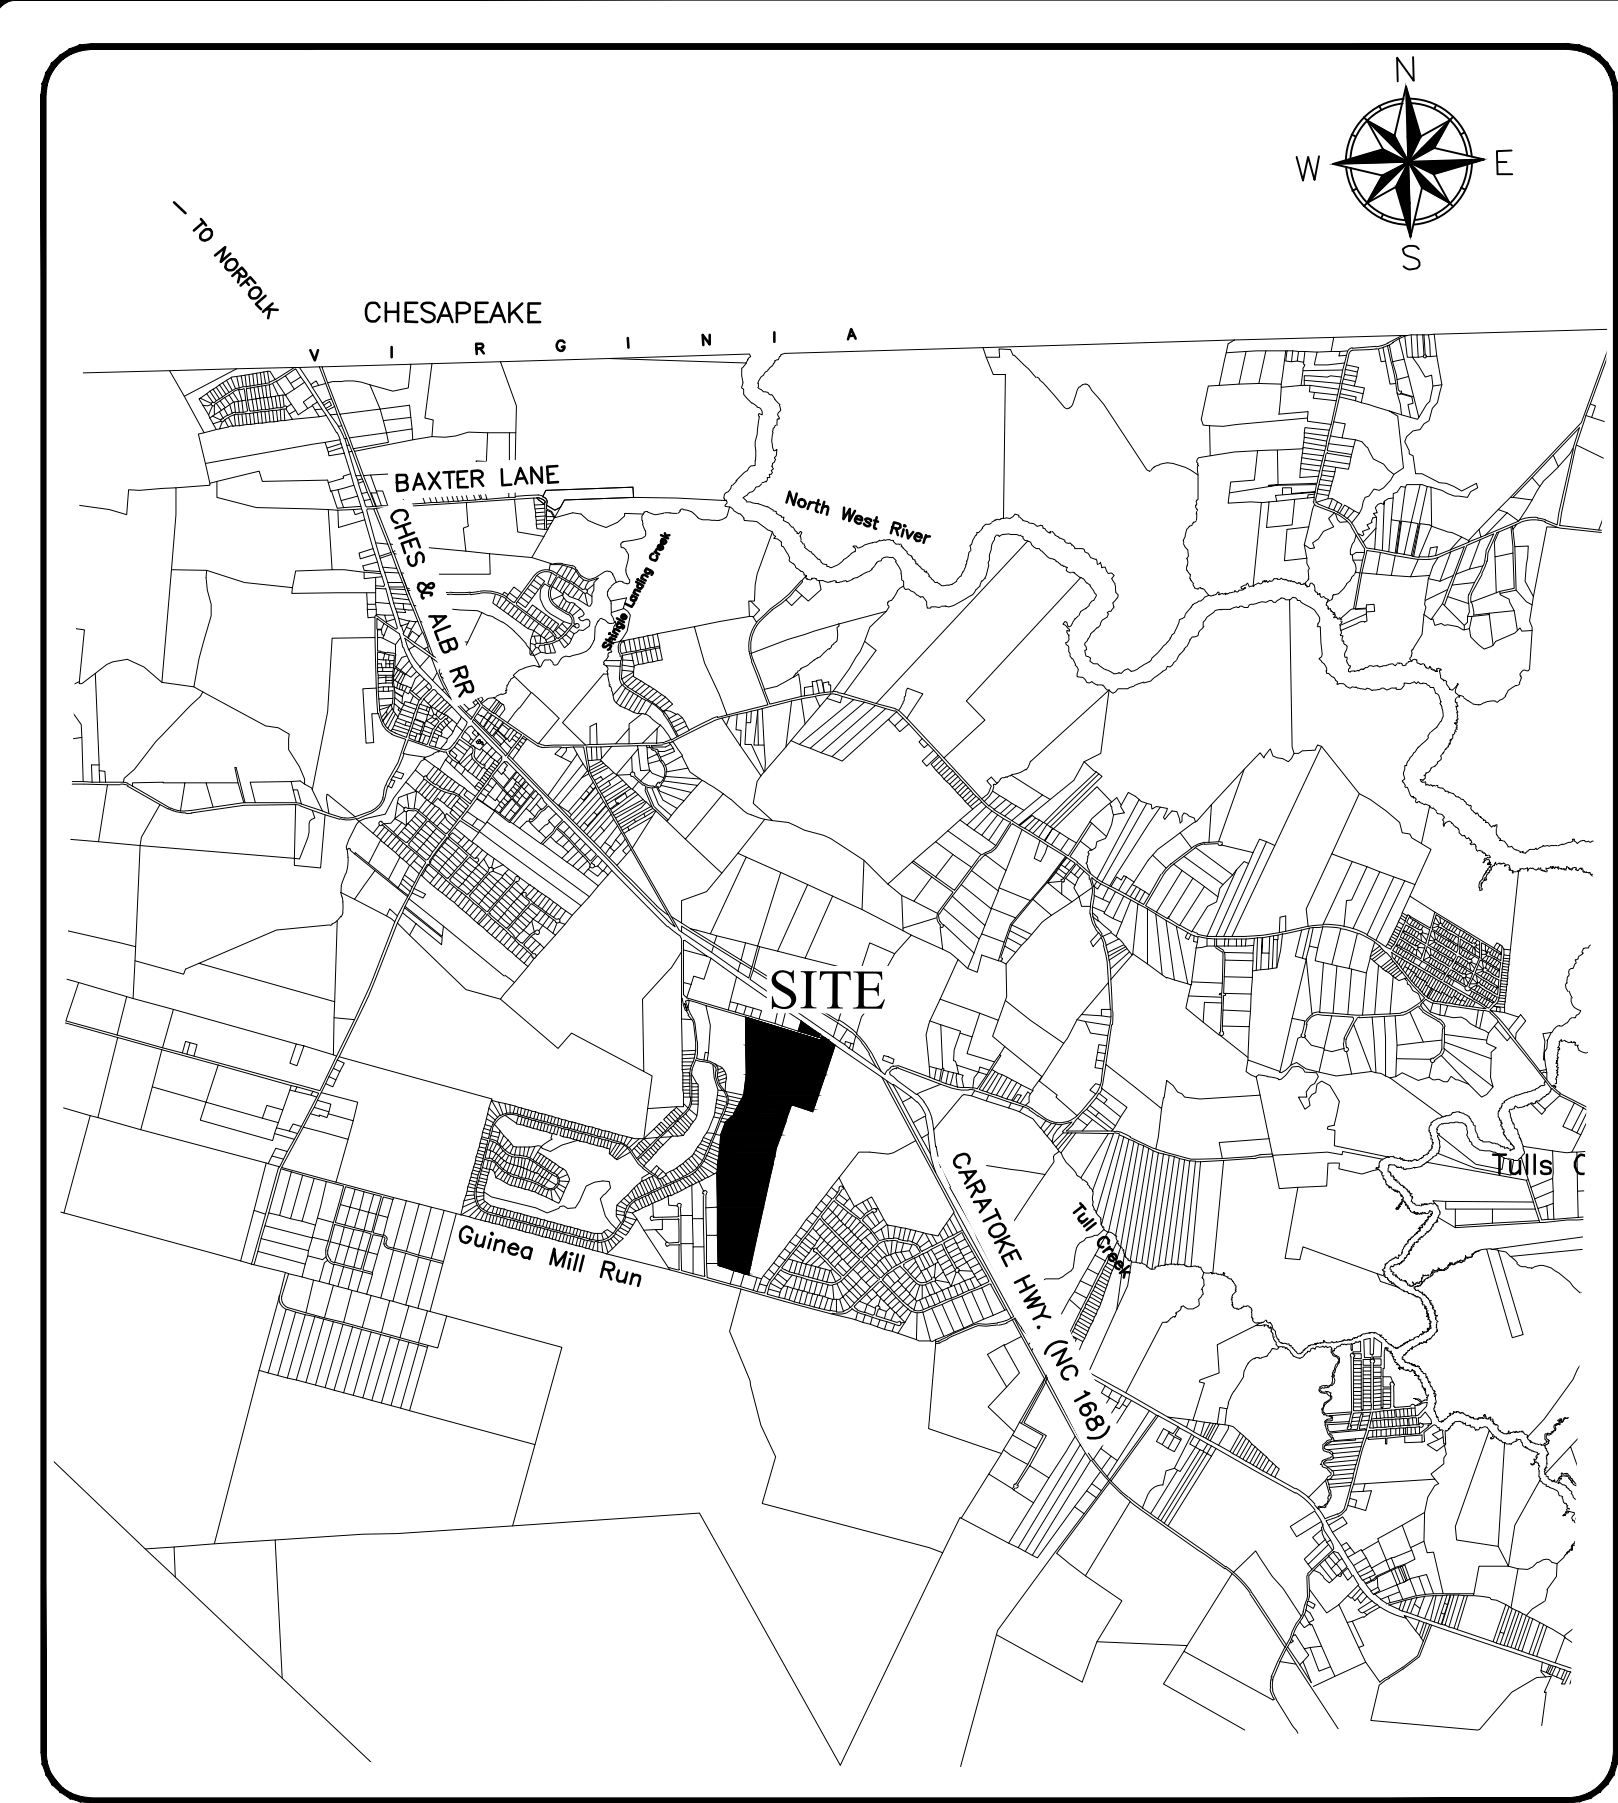 N
W E
S
— TO NORFOLK
CHESAPEAKE
V I R G I N I A
BAXTER LANE
North West River
CHES & ALB RR
Shingle Landing Creek
SITE
CARATOKE HWY. (NC 168)
Tulls C
Tull Creek
Guinea Mill Run